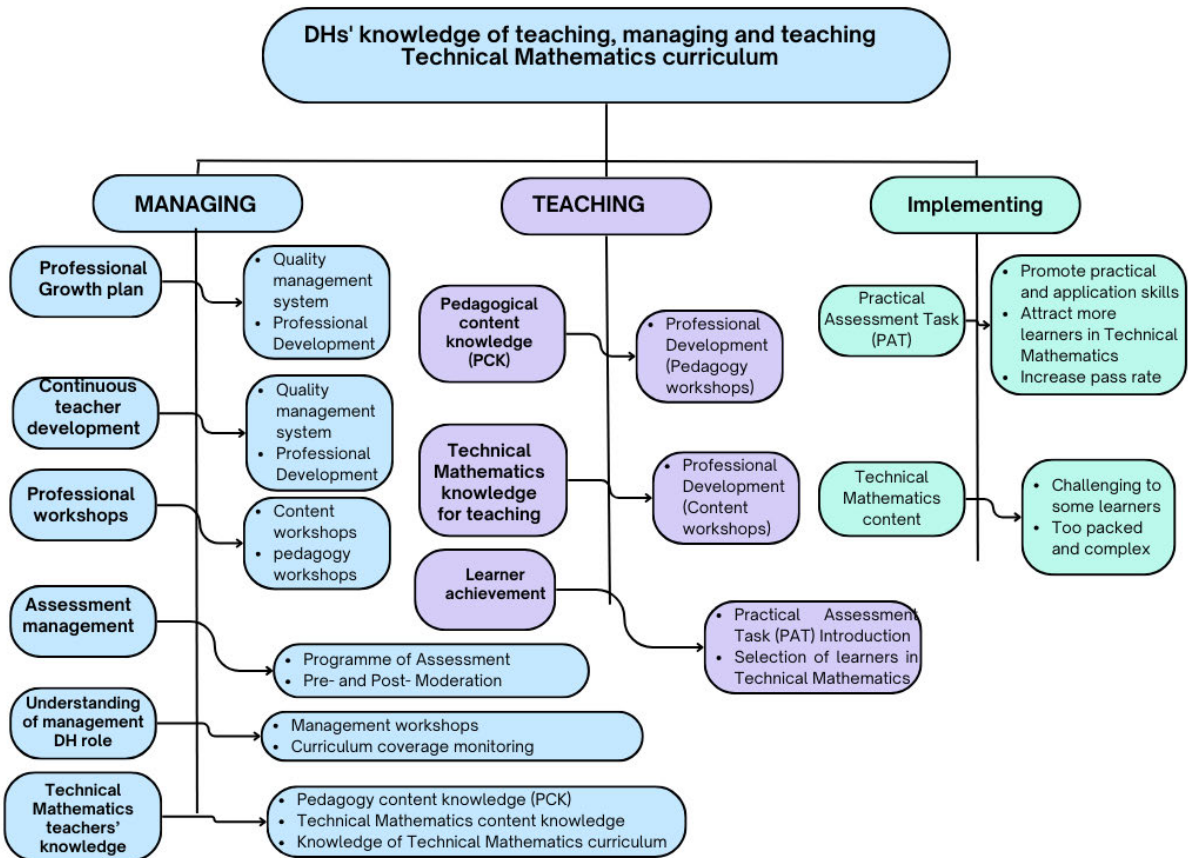 DHs' knowledge of teaching, managing and teaching
Technical Mathematics curriculum
MANAGING
Professional
Growth plan
• Quality
management
system
• Professional
Development
Continuous
teacher
development
• Quality
management
system
• Professional
Development
Professional
workshops
• Content
workshops
• pedagogy
workshops
Assessment
management
• Programme of Assessment
• Pre- and Post- Moderation
Understanding
of management
DH role
• Management workshops
• Curriculum coverage monitoring
Technical
Mathematics
teachers'
knowledge
• Pedagogy content knowledge (PCK)
• Technical Mathematics content knowledge
• Knowledge of Technical Mathematics curriculum
TEACHING
Pedagogical
content
knowledge
(PCK)
• Professional
Development
(Pedagogy
workshops)
Technical
Mathematics
knowledge
for teaching
• Professional
Development
(Content
workshops)
Learner
achievement
• Practical Assessment
Task (PAT) Introduction
• Selection of learners in
Technical Mathematics
Implementing
Practical
Assessment Task
(PAT)
• Promote practical
and application skills
• Attract more
learners in Technical
Mathematics
• Increase pass rate
Technical
Mathematics
content
• Challenging to
some learners
• Too packed
and complex